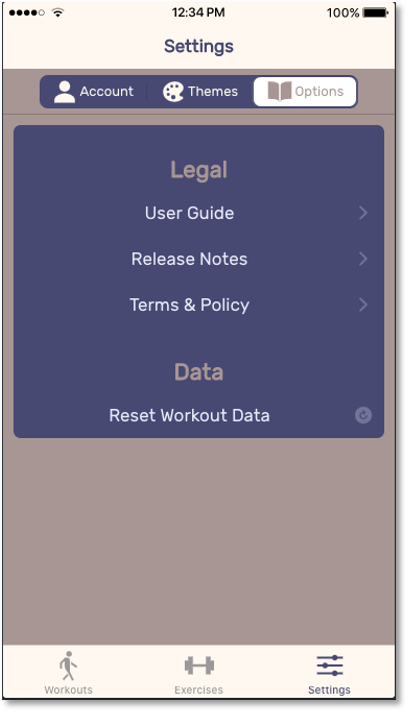 12:34 PM 100%
Settings
Account Themes Options
Legal
User Guide
Release Notes
Terms & Policy
Data
Reset Workout Data
Workouts Exercises Settings